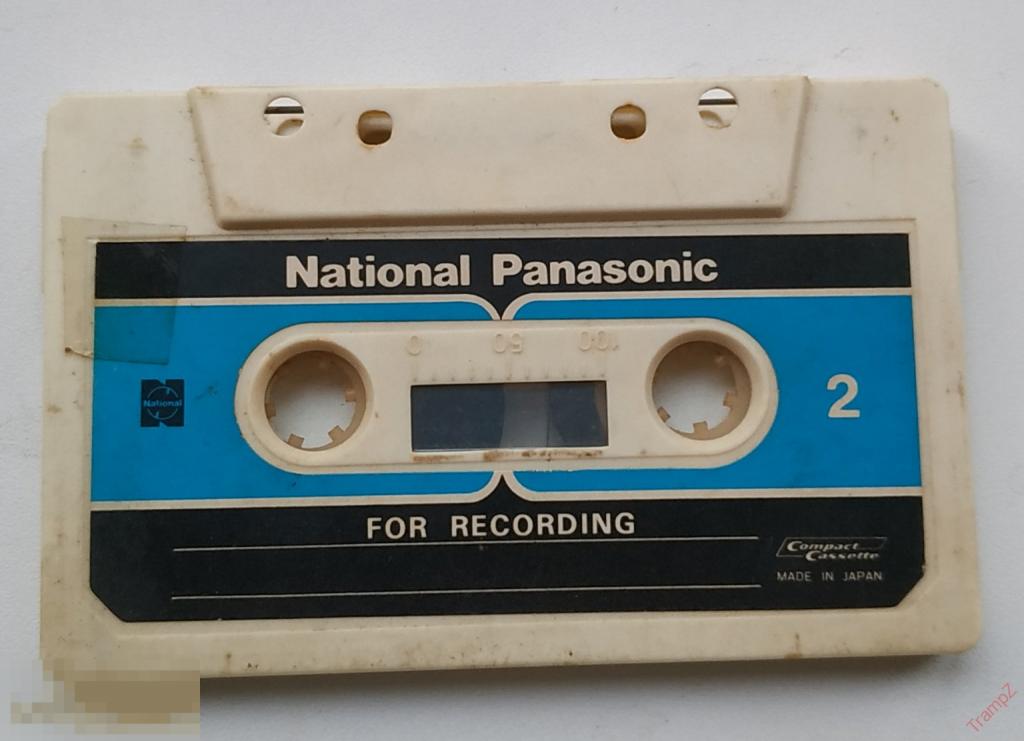 National Panasonic
0 50 100
National
2
FOR RECORDING
Compact
Cassette
MADE IN JAPAN
TrampZ